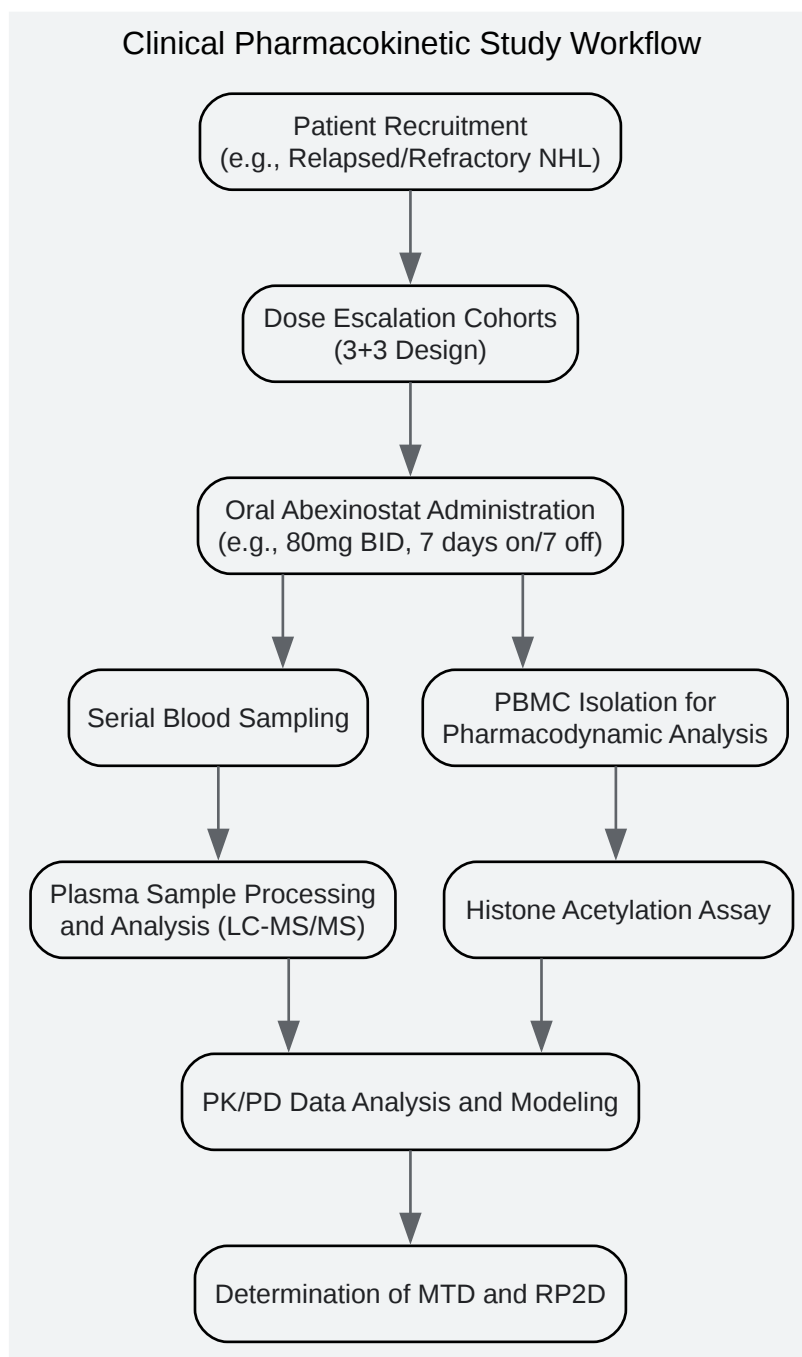 Clinical Pharmacokinetic Study Workflow
Patient Recruitment
(e.g., Relapsed/Refractory NHL)
Dose Escalation Cohorts
(3+3 Design)
Oral Abexinostat Administration
(e.g., 80mg BID, 7 days on/7 off)
Serial Blood Sampling
PBMC Isolation for
Pharmacodynamic Analysis
Plasma Sample Processing
and Analysis (LC-MS/MS)
Histone Acetylation Assay
PK/PD Data Analysis and Modeling
Determination of MTD and RP2D